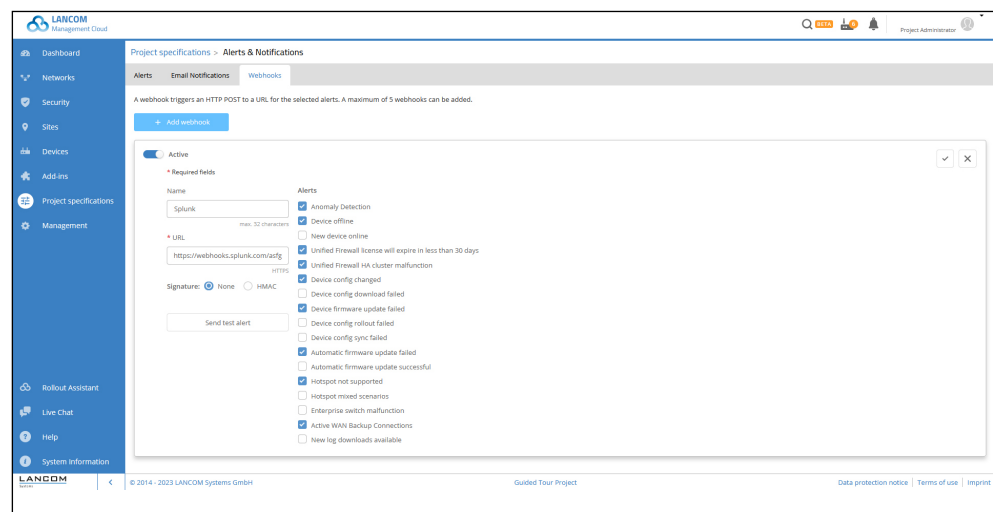 LANCOM
Management Cloud
BETA
Project Administrator
Dashboard
Networks
Security
Sites
Devices
Add-ins
Project specifications
Management
Rollout Assistant
Live Chat
Help
System Information
LANCOM
Project specifications > Alerts & Notifications
Alerts Email Notifications Webhooks
A webhook triggers an HTTP POST to a URL for the selected alerts. A maximum of 5 webhooks can be added.
+ Add webhook
Active
* Required fields
Name
Splunk
max. 32 characters
* URL
https://webhooks.splunk.com/asfg
HTTPS
Signature: None HMAC
Send test alert
Alerts
Anomaly Detection
Device offline
New device online
Unified Firewall license will expire in less than 30 days
Unified Firewall HA cluster malfunction
Device config changed
Device config download failed
Device firmware update failed
Device config rollout failed
Device config sync failed
Automatic firmware update failed
Automatic firmware update successful
Hotspot not supported
Hotspot mixed scenarios
Enterprise switch malfunction
Active WAN Backup Connections
New log downloads available
© 2014 - 2023 LANCOM Systems GmbH Guided Tour Project Data protection notice | Terms of use | Imprint